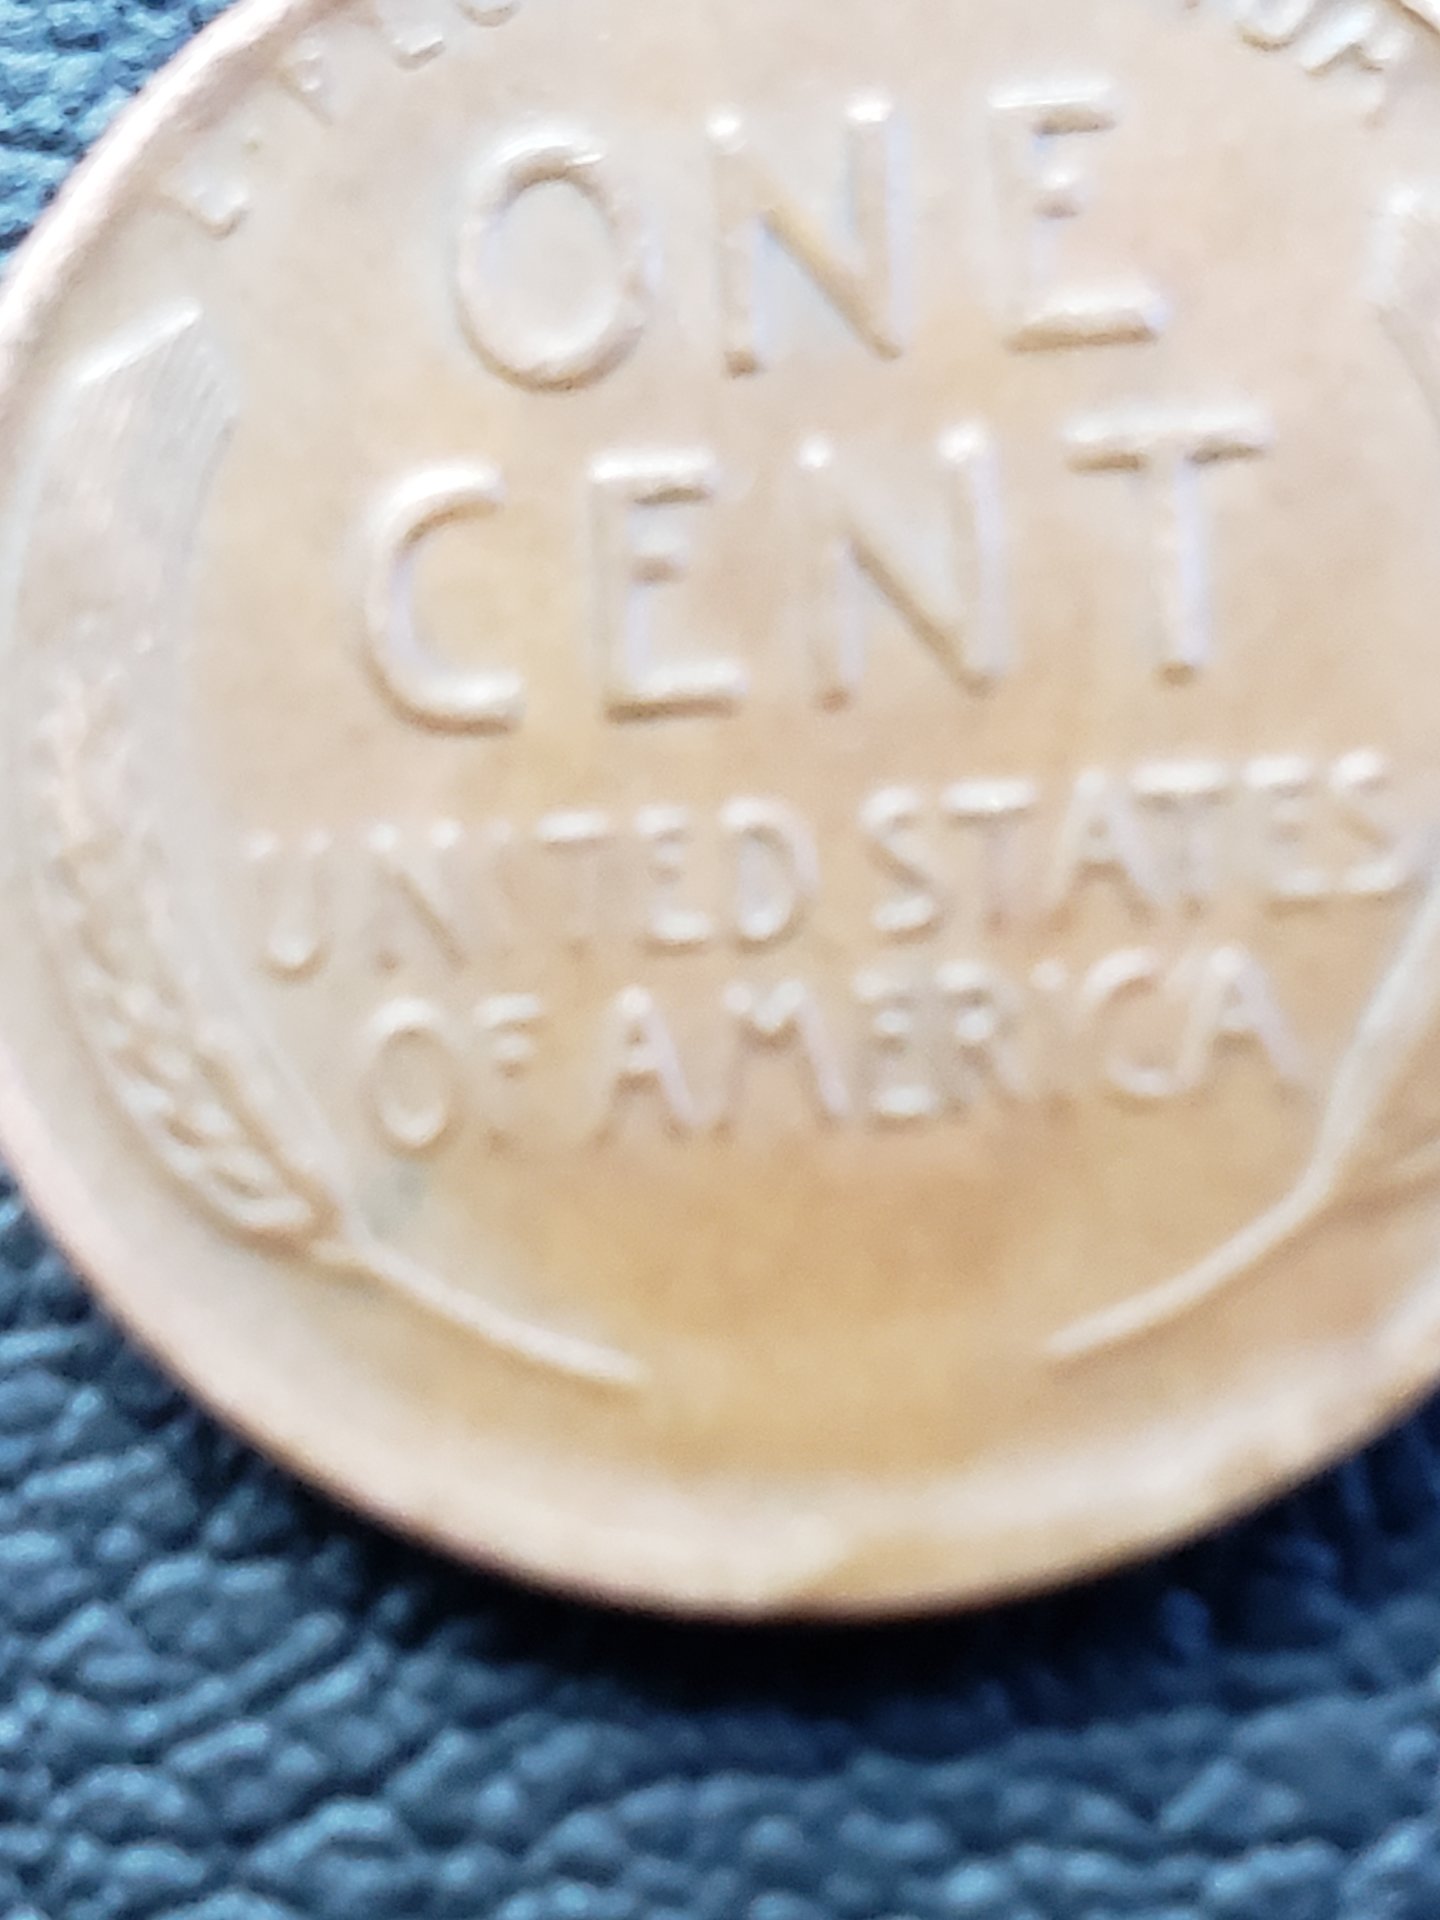 ONE
CENT
UNITED STATES
OF AMERICA